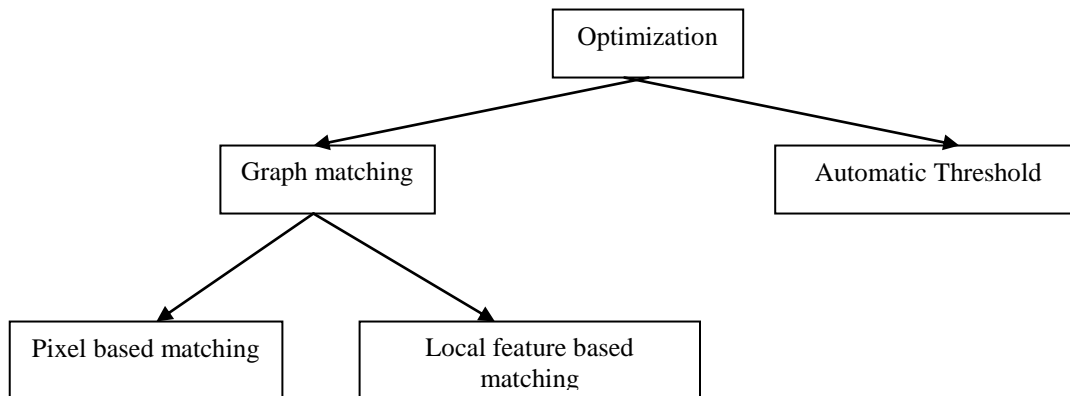 Optimization
Graph matching
Automatic Threshold
Pixel based matching
Local feature based
matching